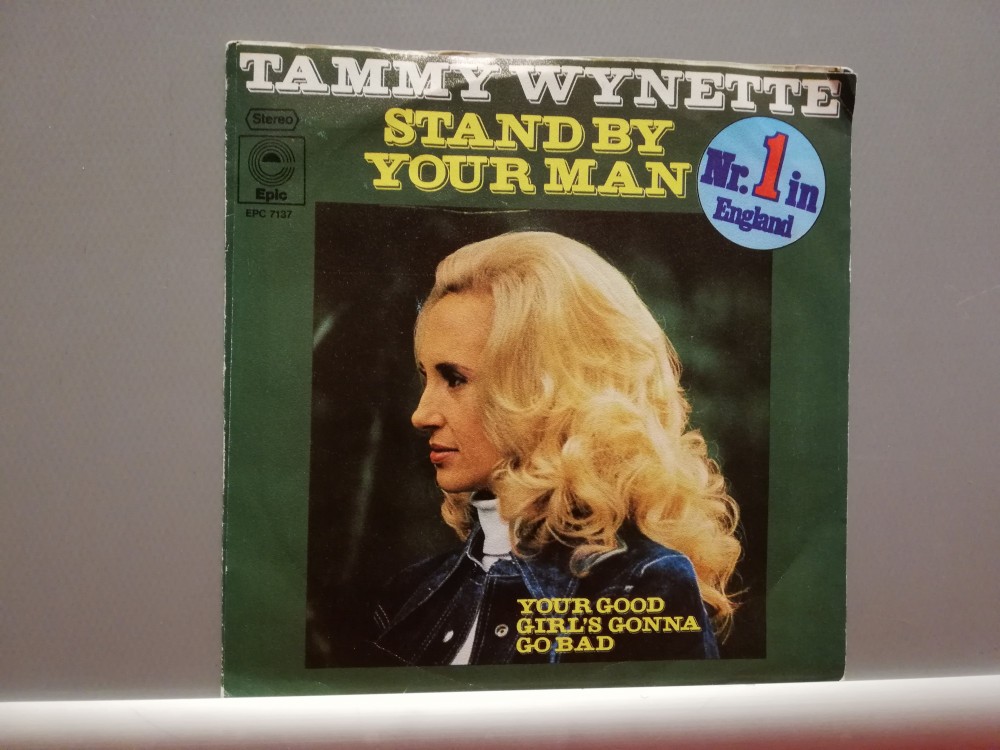 TAMMY WYNETTE
STAND BY
YOUR MAN
Stereo
Epic
EPC 7137
Nr. 1 in
England
YOUR GOOD
GIRL'S GONNA
GO BAD